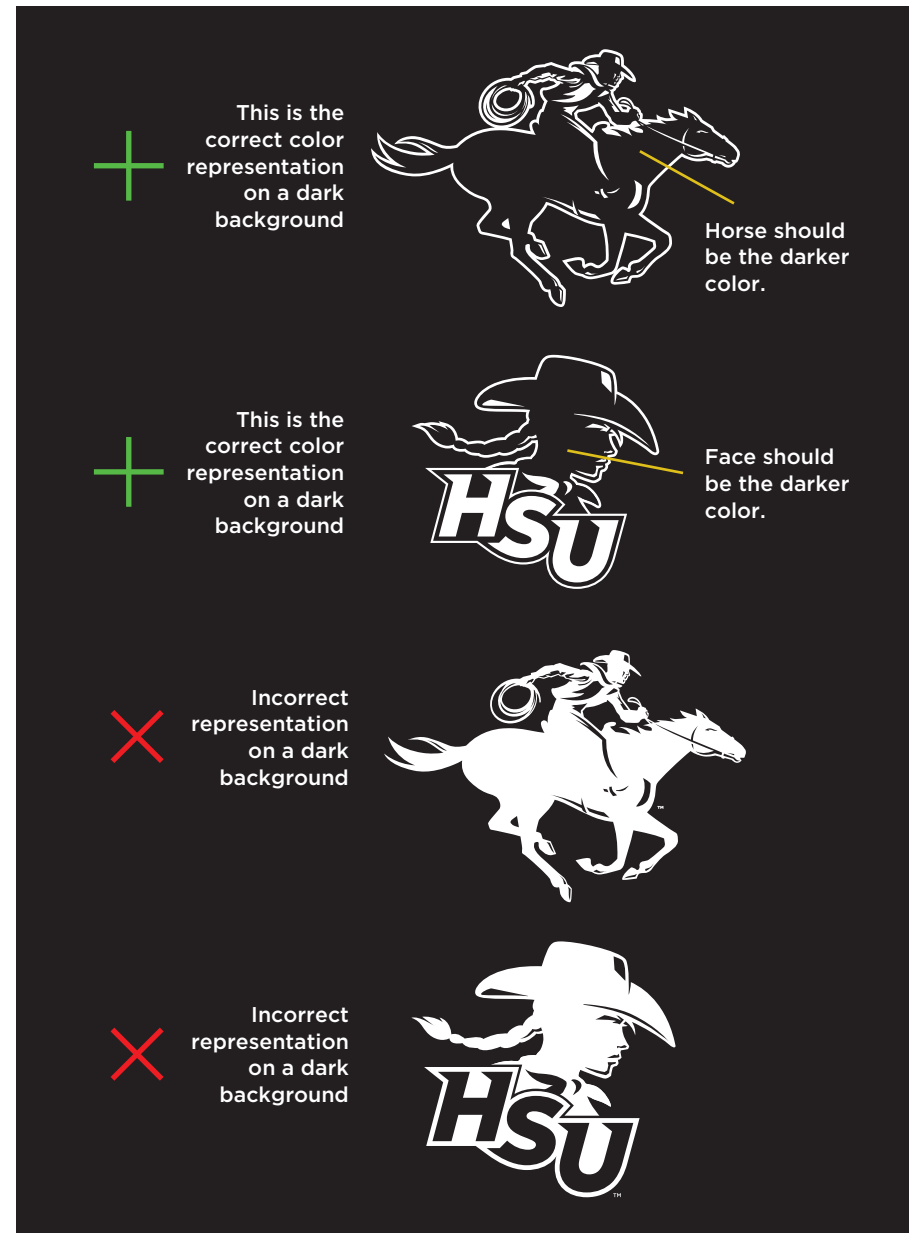 This is the
correct color
representation
on a dark
background
Horse should
be the darker
color.
This is the
correct color
representation
on a dark
background
Face should
be the darker
color.
HSU
Incorrect
representation
on a dark
background
™
Incorrect
representation
on a dark
background
HSU
™